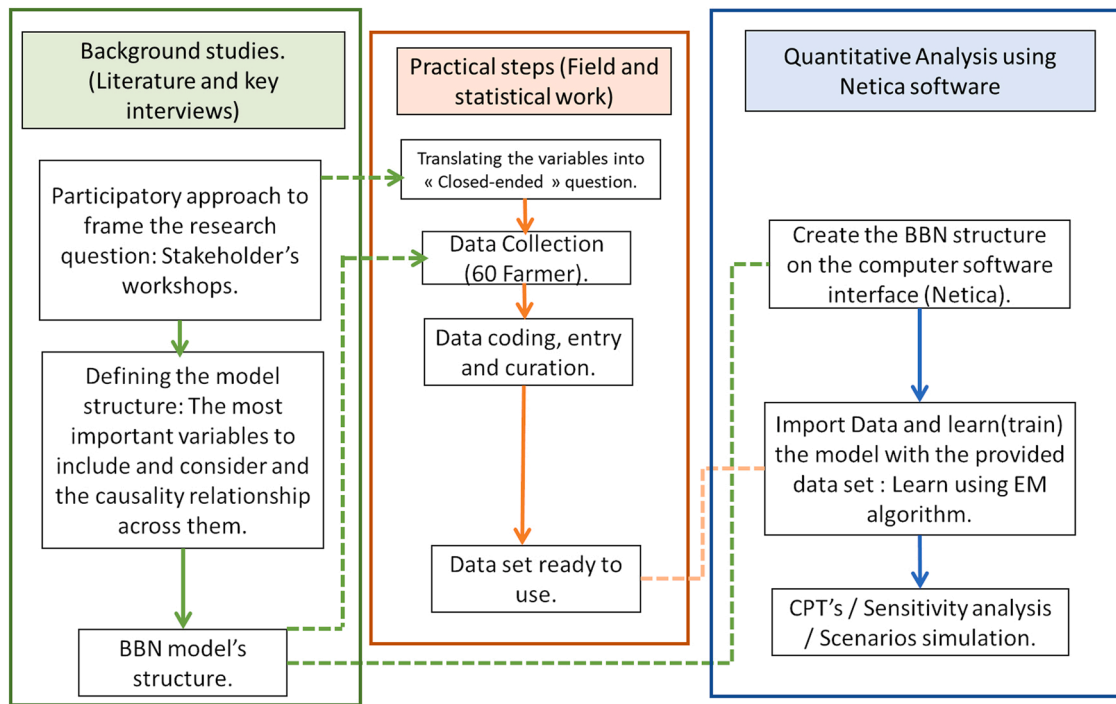 Background studies.
(Literature and key
interviews)
Participatory approach to
frame the research
question: Stakeholder's
workshops.
Defining the model
structure: The most
important variables to
include and consider and
the causality relationship
across them.
BBN model's
structure.
Practical steps (Field and
statistical work)
Translating the variables into
« Closed-ended » question.
Data Collection
(60 Farmer).
Data coding, entry
and curation.
Data set ready to
use.
Quantitative Analysis using
Netica software
Create the BBN structure
on the computer software
interface (Netica).
Import Data and learn(train)
the model with the provided
data set : Learn using EM
algorithm.
CPT's / Sensitivity analysis
/ Scenarios simulation.